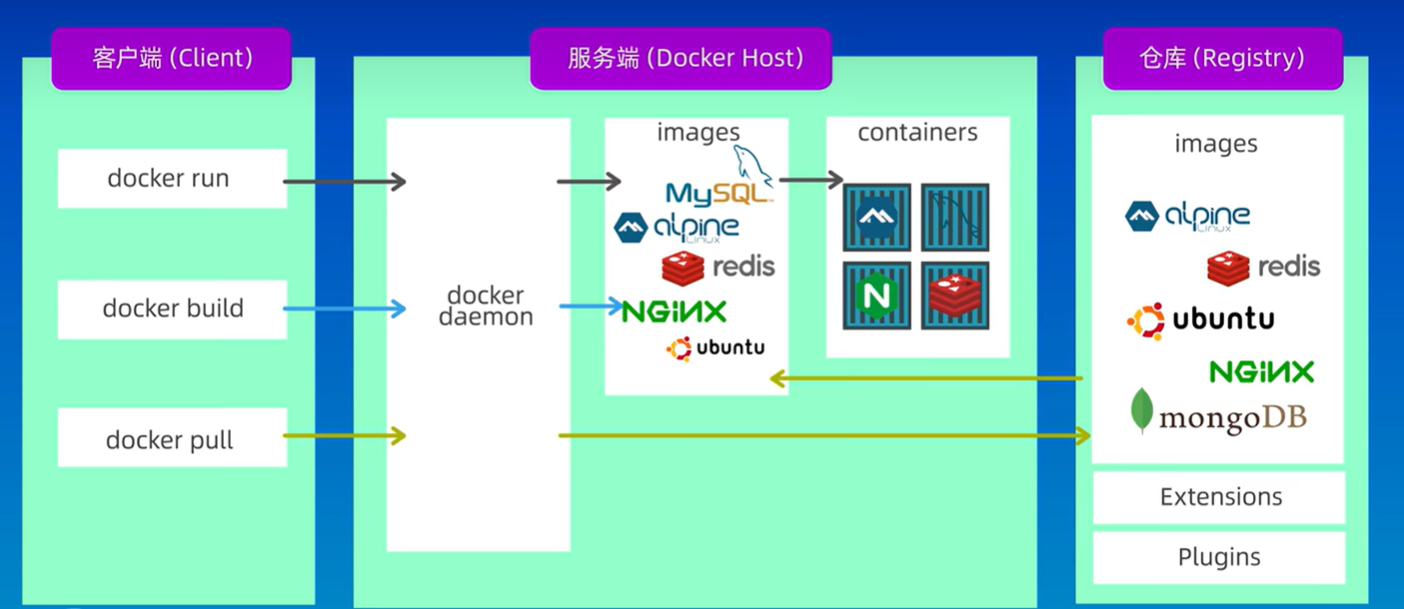 客户端 (Client)
服务端 (Docker Host)
仓库 (Registry)
docker run
docker build
docker pull
docker
daemon
images
MySQL
alpine
Linux
redis
NGiNX
ubuntu
containers
N
images
alpine
Linux
redis
ubuntu
NGiNX
mongoDB
Extensions
Plugins